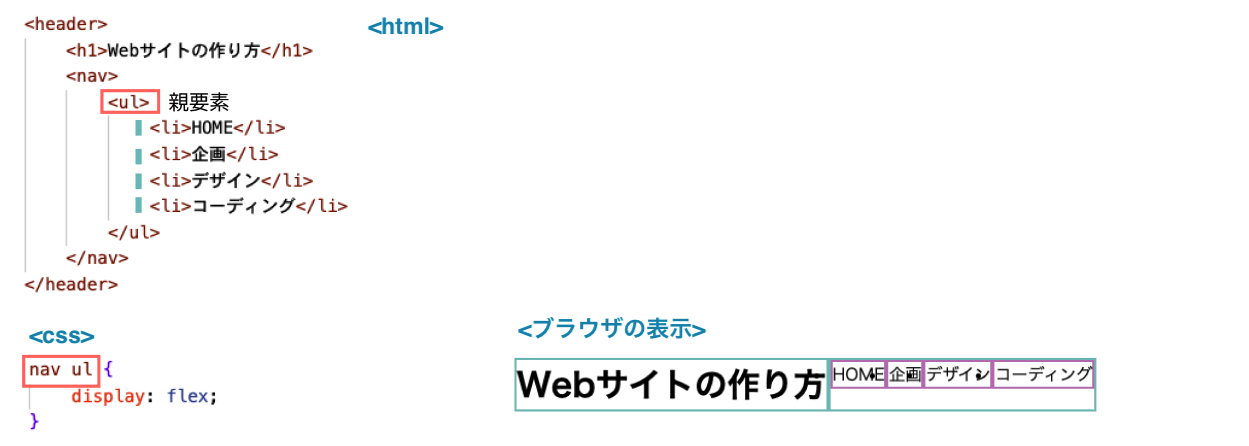 <header>
<html>
<h1>Webサイトの作り方</h1>
<nav>
<ul> 親要素
<li>HOME</li>
<li>企画</li>
<li>デザイン</li>
<li>コーディング</li>
</ul>
</nav>
</header>
<css>
nav ul {
display: flex;
}
<ブラウザの表示>
Webサイトの作り方 HOME 企画 デザイン コーディング